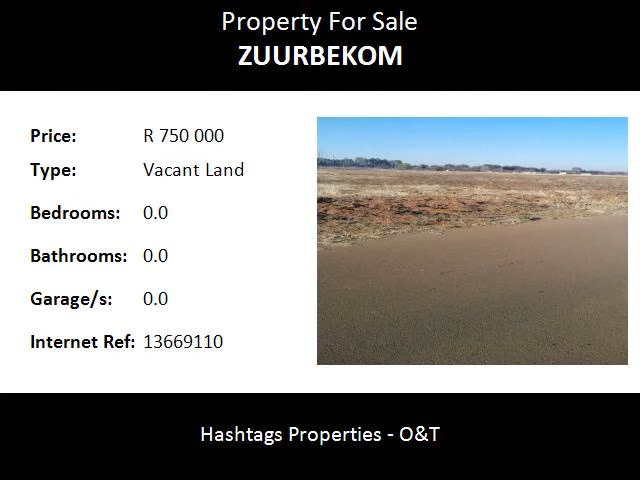 Property For Sale
ZUURBEKOM
Price: R 750 000
Type: Vacant Land
Bedrooms: 0.0
Bathrooms: 0.0
Garage/s: 0.0
Internet Ref: 13669110
Hashtags Properties - O&T